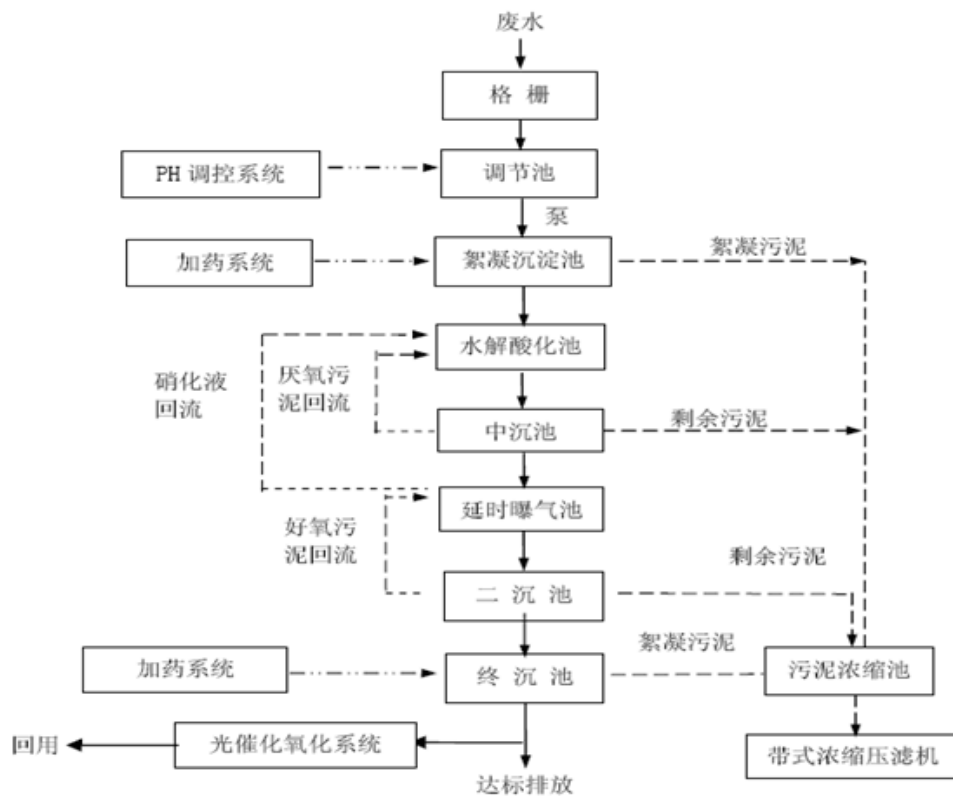 废水
格 栅
PH 调控系统
调节池
泵
加药系统
絮凝沉淀池
絮凝污泥
水解酸化池
硝化液
回流
厌氧污
泥回流
中沉池
剩余污泥
延时曝气池
好氧污
泥回流
剩余污泥
二 沉 池
絮凝污泥
加药系统
终 沉 池
污泥浓缩池
回用
光催化氧化系统
达标排放
带式浓缩压滤机